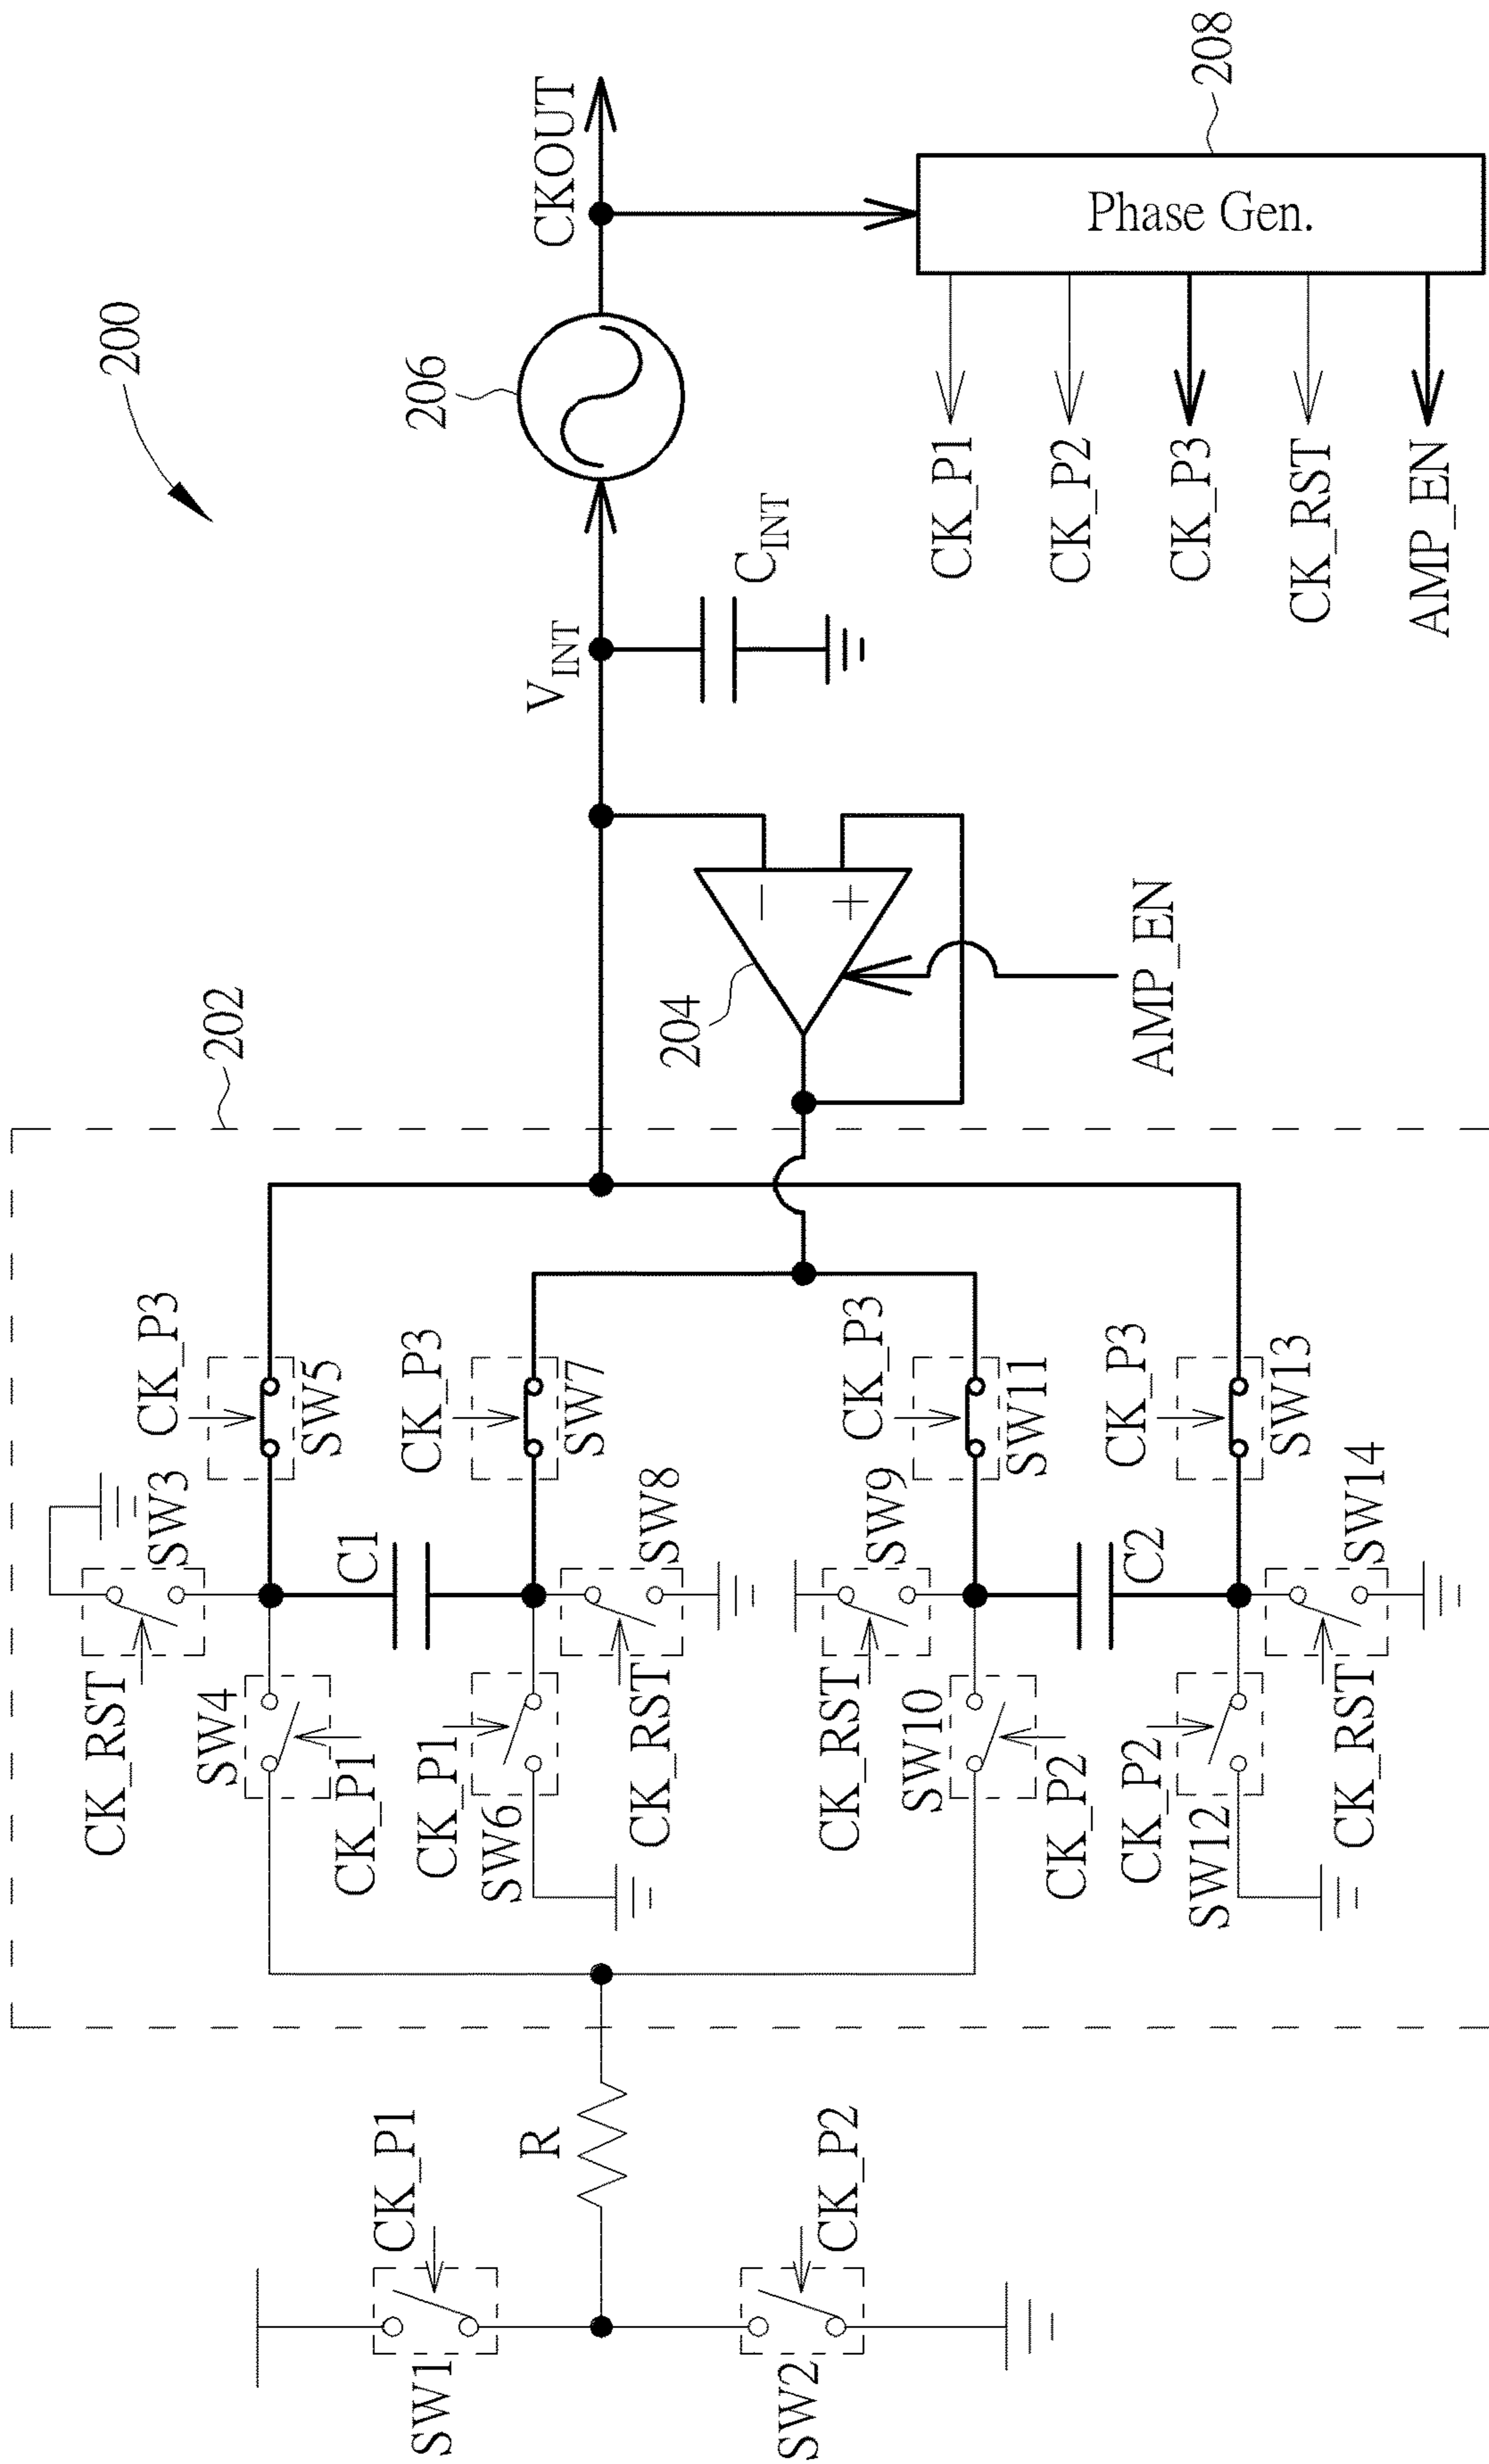 200
202
SW1
CK_P1
SW2
CK_P2
R
CK_RST
SW3
SW4
CK_P1
CK_P3
SW5
C1
CK_P1
SW6
CK_P3
SW7
CK_RST
SW8
CK_RST
SW9
SW10
CK_P2
CK_P3
SW11
C2
CK_P2
SW12
CK_P3
SW13
CK_RST
SW14
204
−
+
AMP_EN
VINT
CINT
206
CKOUT
Phase Gen.
208
CK_P1
CK_P2
CK_P3
CK_RST
AMP_EN